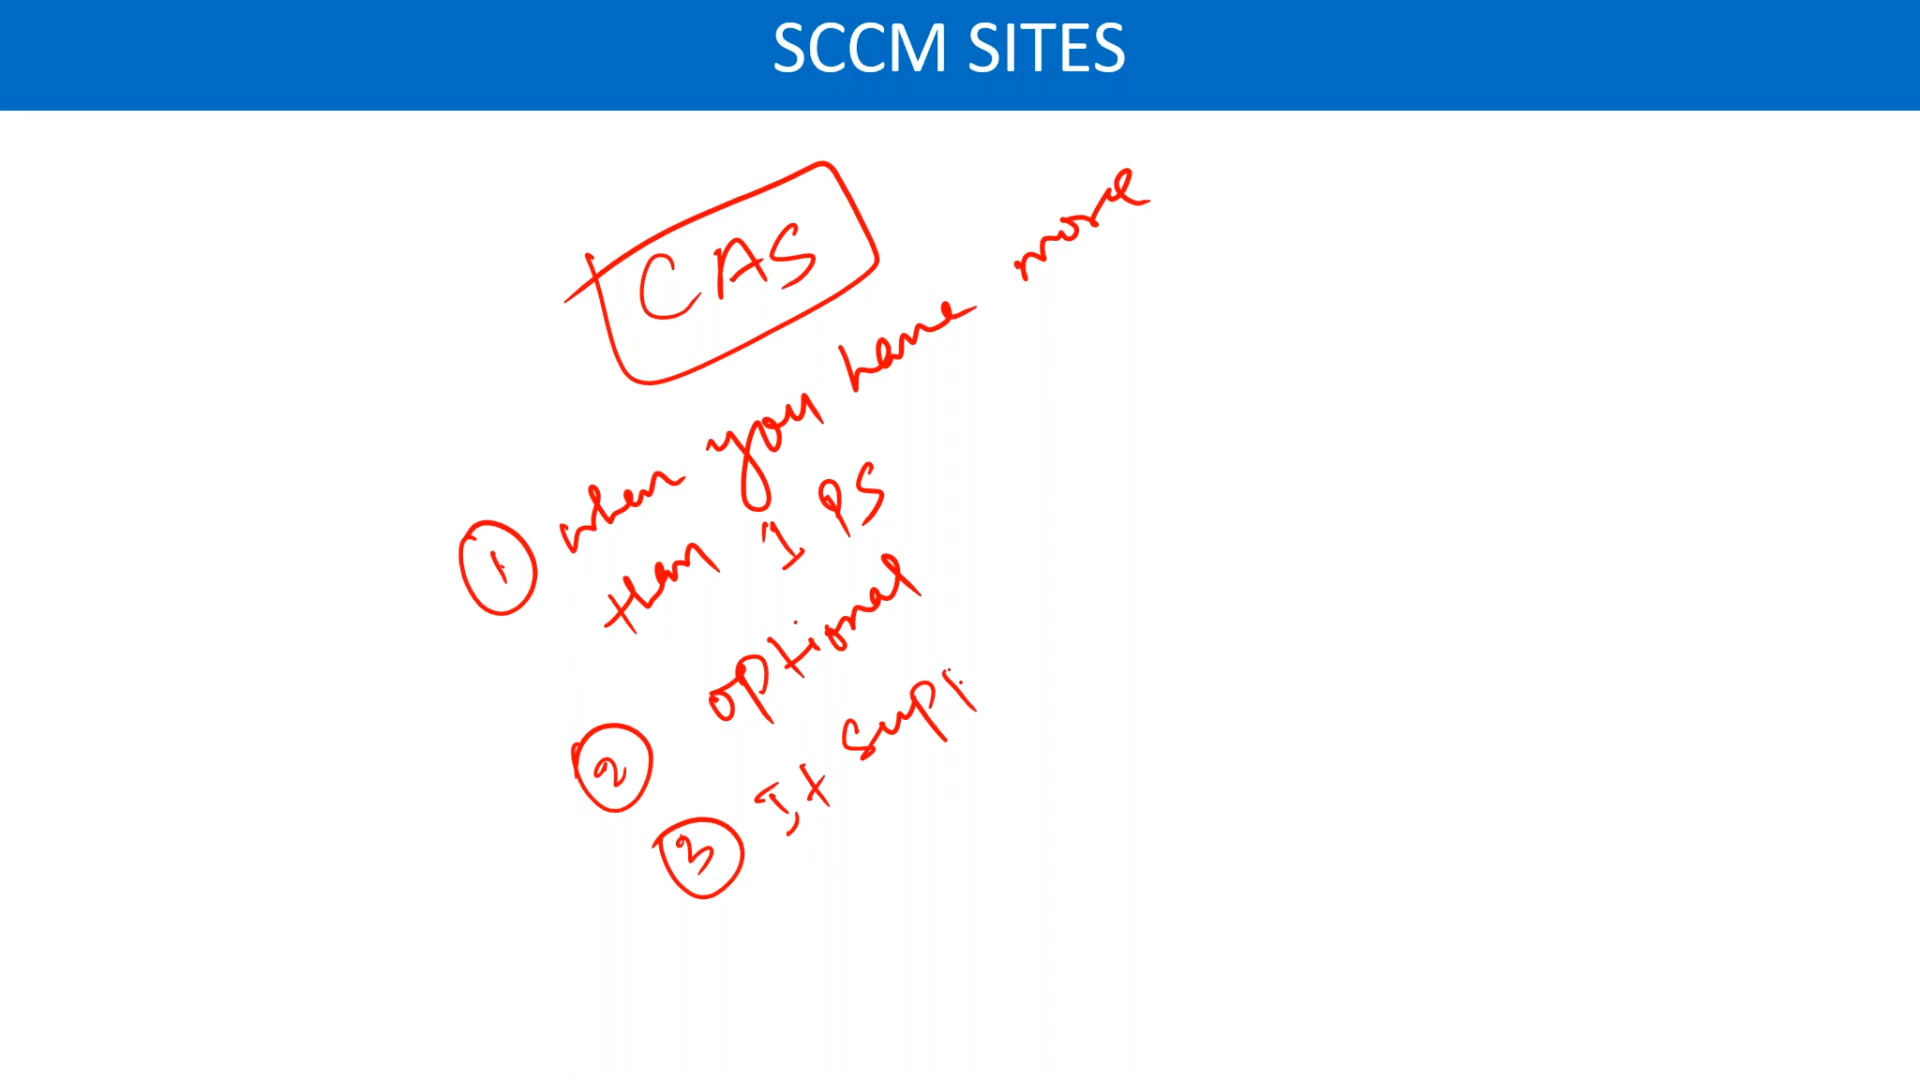 SCCM SITES
CAS
1 when you have more
than 1 PS
2 optional
3 It supp